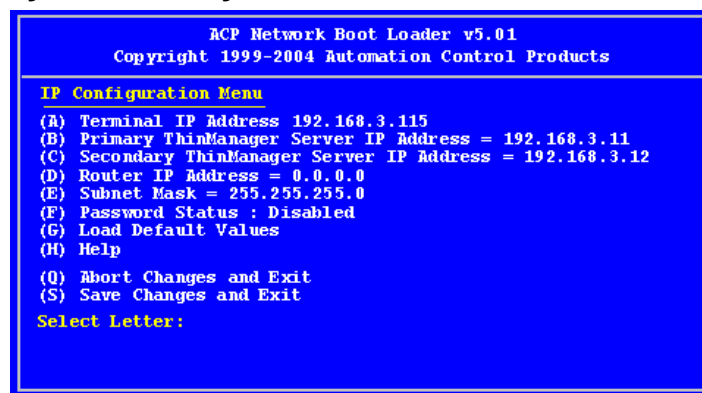 ACP Network Boot Loader v5.01
Copyright 1999-2004 Automation Control Products
IP Configuration Menu
(A) Terminal IP Address 192.168.3.115
(B) Primary ThinManager Server IP Address = 192.168.3.11
(C) Secondary ThinManager Server IP Address = 192.168.3.12
(D) Router IP Address = 0.0.0.0
(E) Subnet Mask = 255.255.255.0
(F) Password Status : Disabled
(G) Load Default Values
(H) Help
(Q) Abort Changes and Exit
(S) Save Changes and Exit
Select Letter: